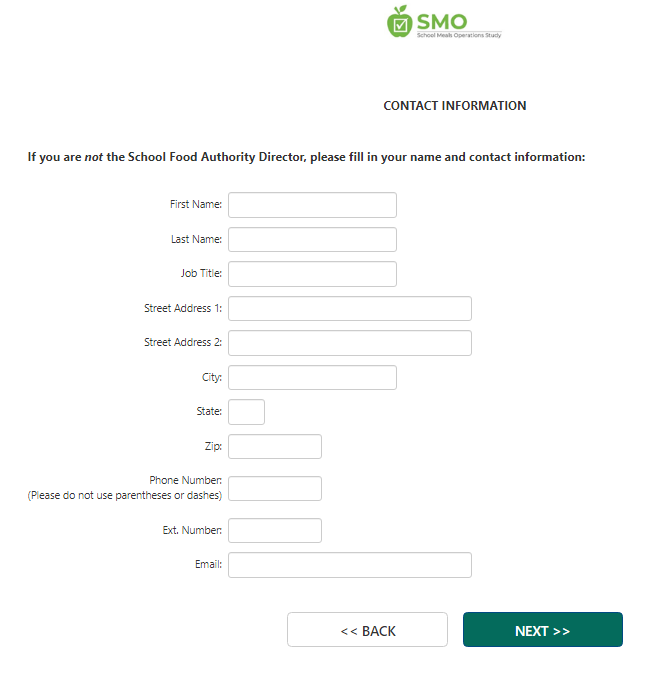 SMO
School Meals Operations Study
CONTACT INFORMATION
If you are not the School Food Authority Director, please fill in your name and contact information:
First Name:
Last Name:
Job Title:
Street Address 1:
Street Address 2:
City:
State:
Zip:
Phone Number:
(Please do not use parentheses or dashes)
Ext. Number:
Email:
<< BACK
NEXT >>